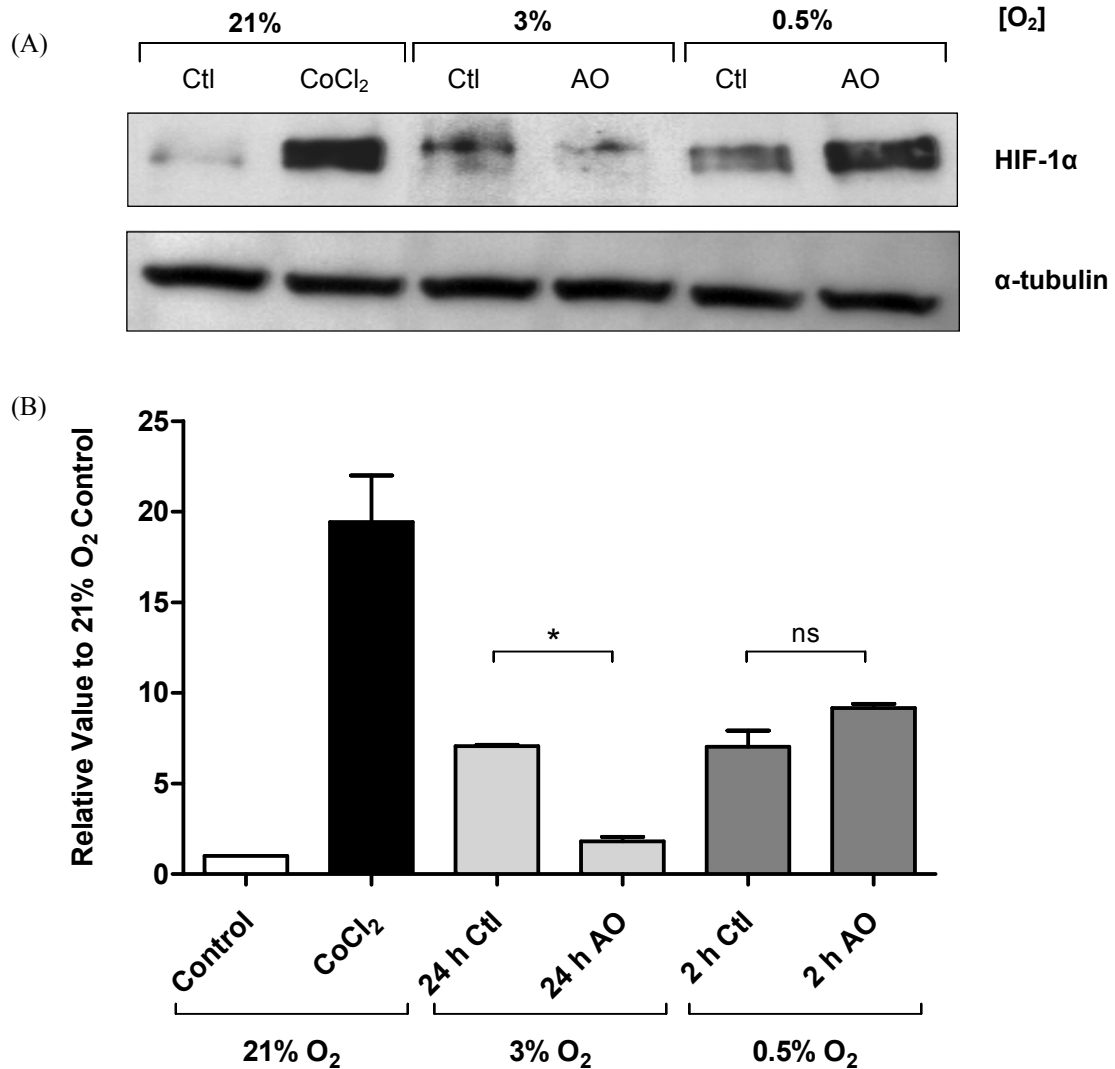 (A)
21% 3% 0.5% [O₂]
Ctl CoCl₂ Ctl AO Ctl AO
HIF-1α
α-tubulin
(B)
Relative Value to 21% O₂ Control
25
20
15
10
5
0
* ns
Control CoCl₂ 24 h Ctl 24 h AO 2 h Ctl 2 h AO
21% O₂ 3% O₂ 0.5% O₂